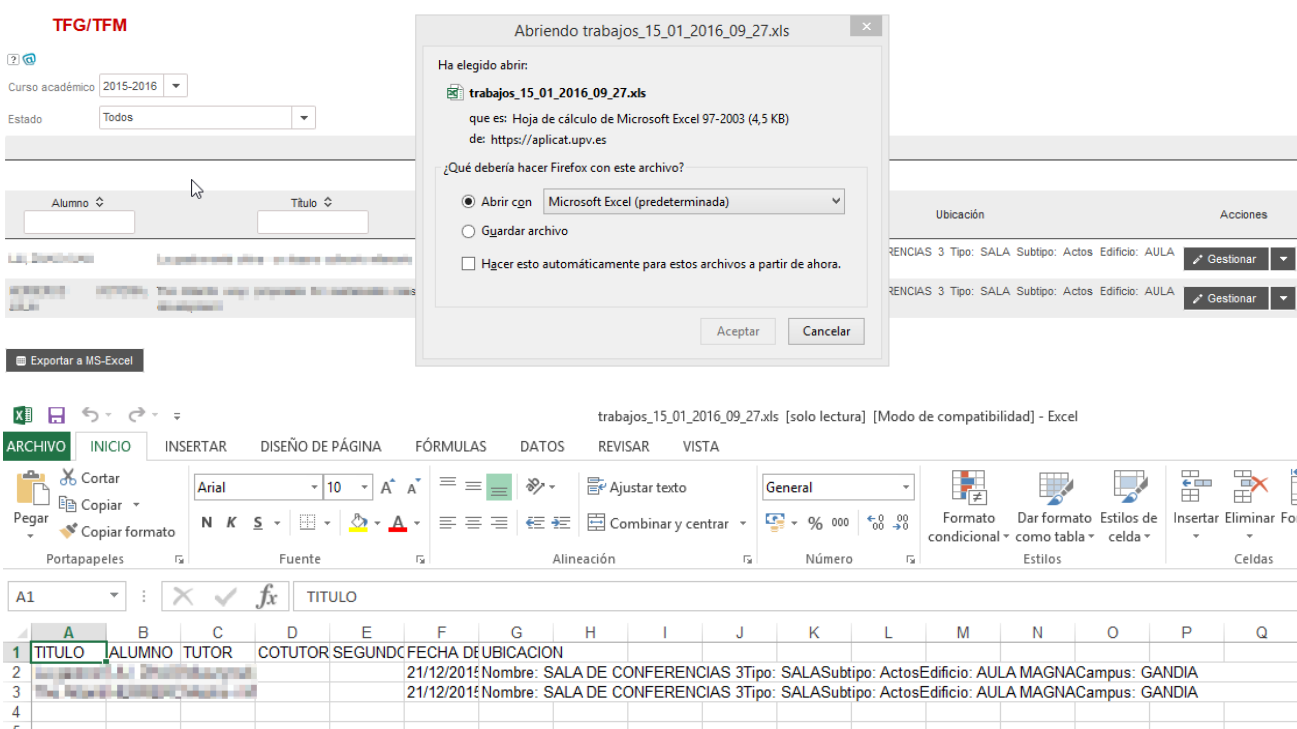 TFG/TFM
?
Curso académico 2015-2016
Estado Todos
Alumno Título Ubicación Acciones
RENCIAS 3 Tipo: SALA Subtipo: Actos Edificio: AULA Gestionar
RENCIAS 3 Tipo: SALA Subtipo: Actos Edificio: AULA Gestionar
Exportar a MS-Excel
Abriendo trabajos_15_01_2016_09_27.xls
Ha elegido abrir:
trabajos_15_01_2016_09_27.xls
que es: Hoja de cálculo de Microsoft Excel 97-2003 (4,5 KB)
de: https://aplicat.upv.es
¿Qué debería hacer Firefox con este archivo?
Abrir con Microsoft Excel (predeterminada)
Guardar archivo
Hacer esto automáticamente para estos archivos a partir de ahora.
Aceptar Cancelar
trabajos_15_01_2016_09_27.xls [solo lectura] [Modo de compatibilidad] - Excel
ARCHIVO INICIO INSERTAR DISEÑO DE PÁGINA FÓRMULAS DATOS REVISAR VISTA
Pegar
Cortar
Copiar
Copiar formato
Portapapeles
Arial 10
N K S
Fuente
Ajustar texto
Combinar y centrar
Alineación
General
% 000
Número
Formato condicional
Dar formato como tabla
Estilos de celda
Estilos
Insertar Eliminar Fo
Celdas
A1 fx TITULO
A B C D E F G H I J K L M N O P Q
1 TITULO ALUMNO TUTOR COTUTOR SEGUNDO FECHA DE UBICACION
2 21/12/2015 Nombre: SALA DE CONFERENCIAS 3Tipo: SALASubtipo: ActosEdificio: AULA MAGNACampus: GANDIA
3 21/12/2015 Nombre: SALA DE CONFERENCIAS 3Tipo: SALASubtipo: ActosEdificio: AULA MAGNACampus: GANDIA
4